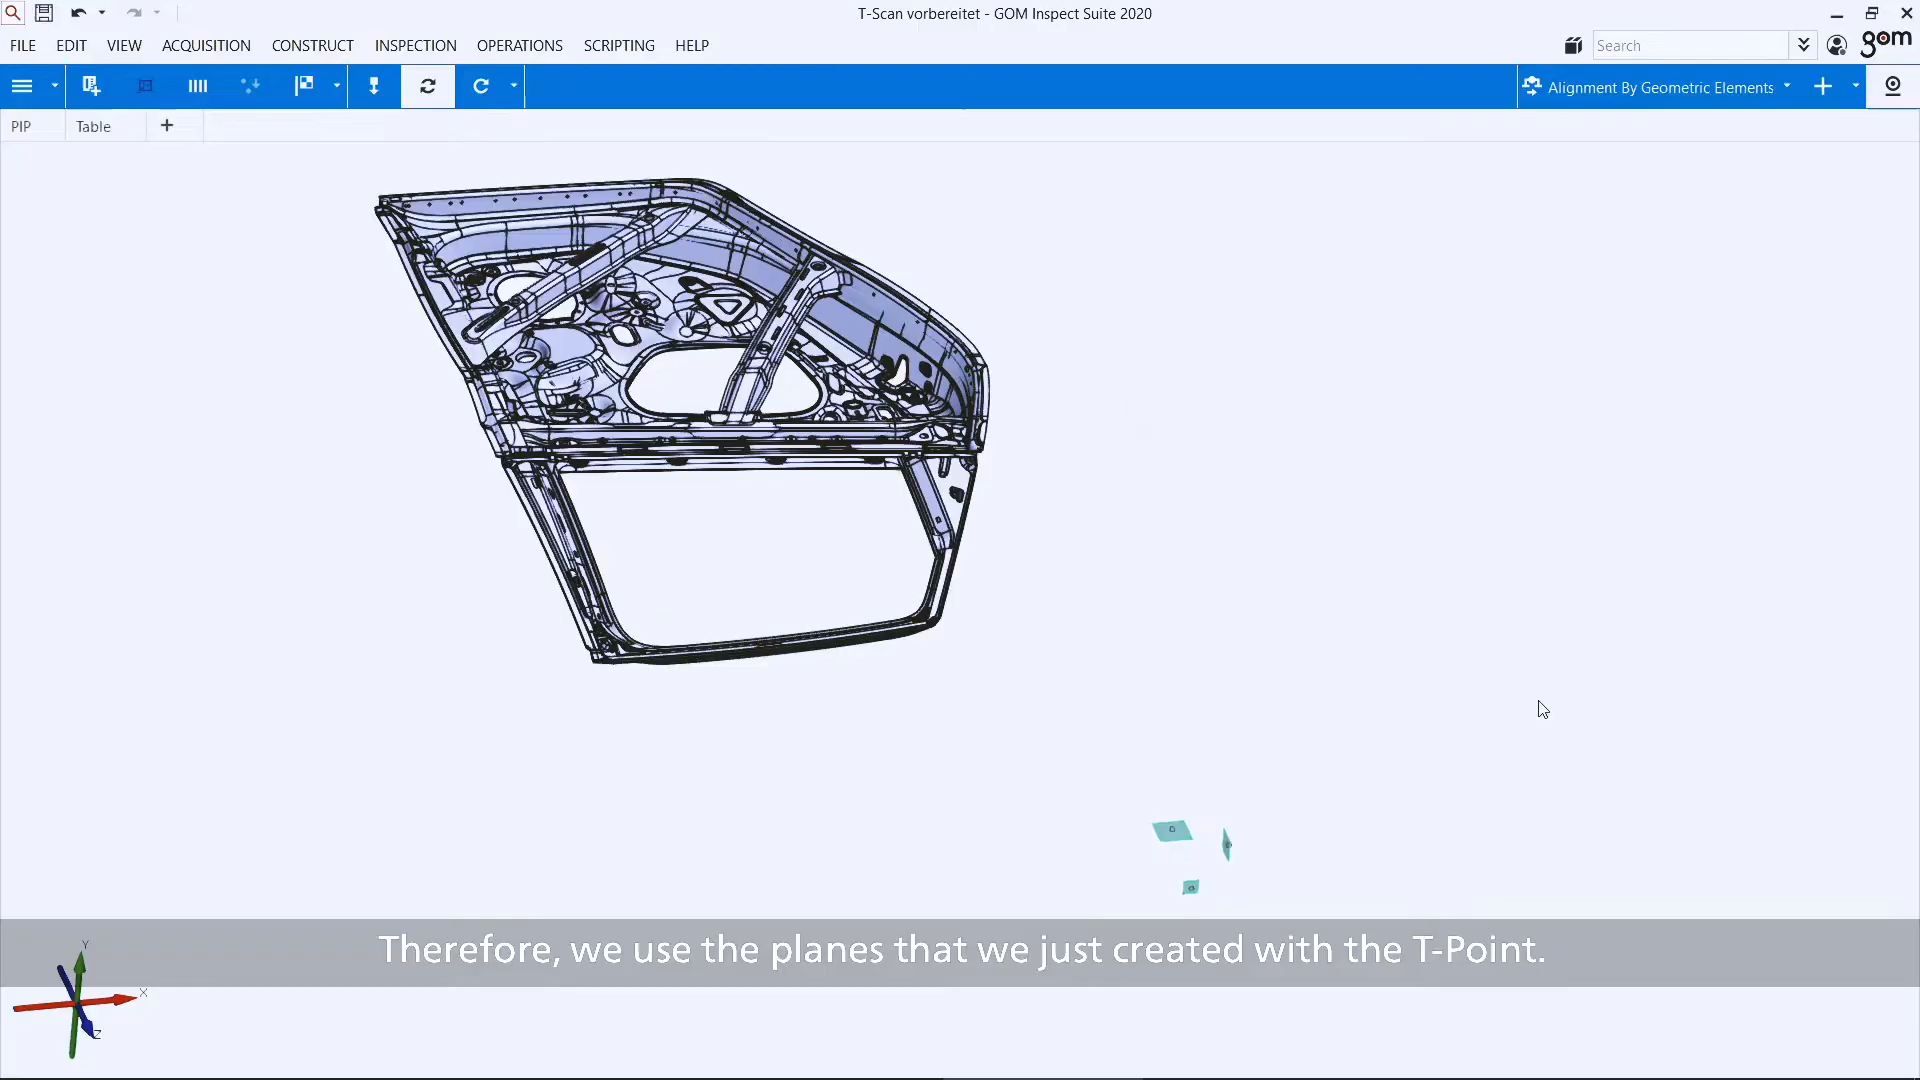 T-Scan vorbereitet - GOM Inspect Suite 2020
FILE EDIT VIEW ACQUISITION CONSTRUCT INSPECTION OPERATIONS SCRIPTING HELP
Search
gom
Alignment By Geometric Elements
PIP Table
Therefore, we use the planes that we just created with the T-Point.
Y
X
Z